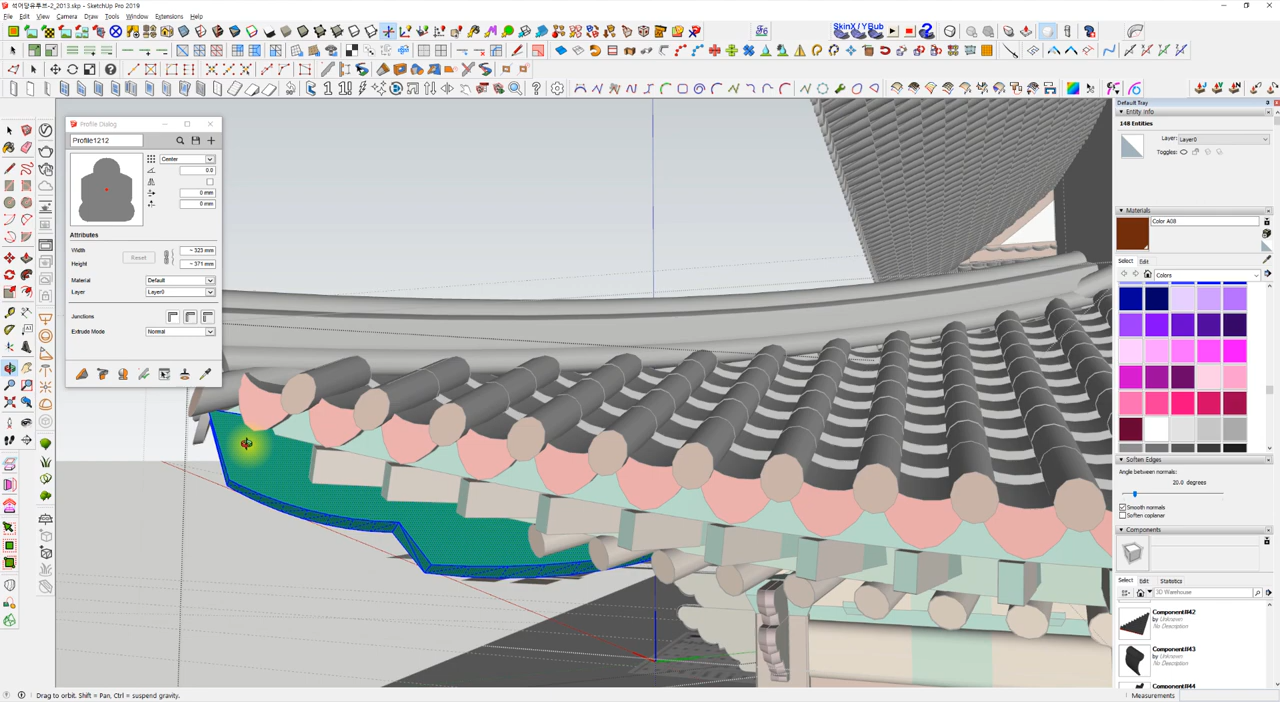 석어당유투브-2_2013.skp - SketchUp Pro 2019
File Edit View Camera Draw Tools Window Extensions Help
SkinX/YBub
Profile Dialog
Profile1212
Center
0.0
0 mm
0 mm
Attributes
Width
~ 323 mm
Reset
Height
~ 371 mm
Material
Default
Layer
Layer0
Junctions
Extrude Mode
Normal
Default Tray
Entity Info
148 Entities
Layer:
Layer0
Toggles:
Materials
Color A08
Select Edit
Colors
Soften Edges
Angle between normals:
20.0 degrees
Smooth normals
Soften coplanar
Components
Select Edit Statistics
3D Warehouse
Component#42
by Unknown
No Description
Component#43
by Unknown
No Description
Component#44
Drag to orbit. Shift = Pan, Ctrl = suspend gravity.
Measurements